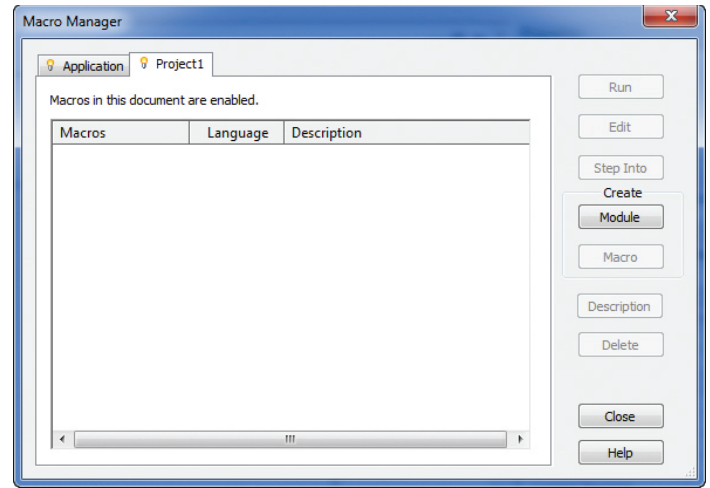 Macro Manager
Application Project1
Macros in this document are enabled.
Macros Language Description
Run
Edit
Step Into
Create
Module
Macro
Description
Delete
Close
Help